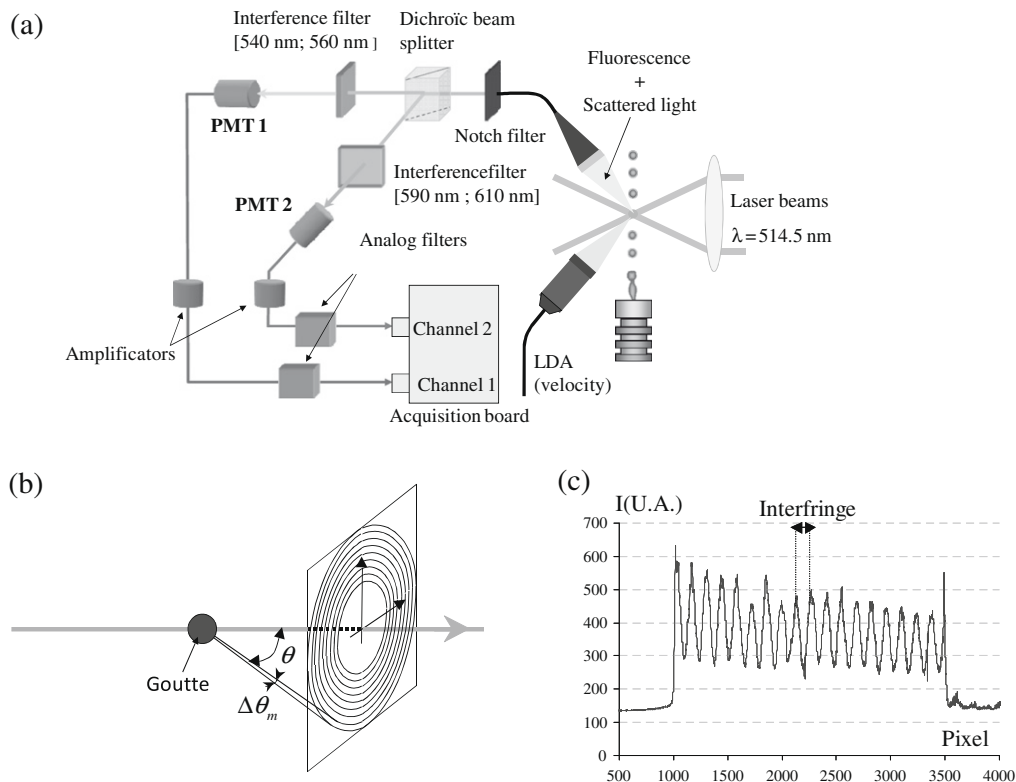 (a)
Interference filter
[540 nm; 560 nm ]
Dichroïc beam
splitter
Fluorescence
+
Scattered light
PMT 1
Notch filter
Interferencefilter
[590 nm ; 610 nm]
PMT 2
Laser beams
λ=514.5 nm
Analog filters
Amplificators
Channel 2
Channel 1
Acquisition board
LDA
(velocity)
(b)
Goutte
θ
Δθm
(c)
I(U.A.)
Interfringe
700
600
500
400
300
200
100
0
Pixel
500 1000 1500 2000 2500 3000 3500 4000